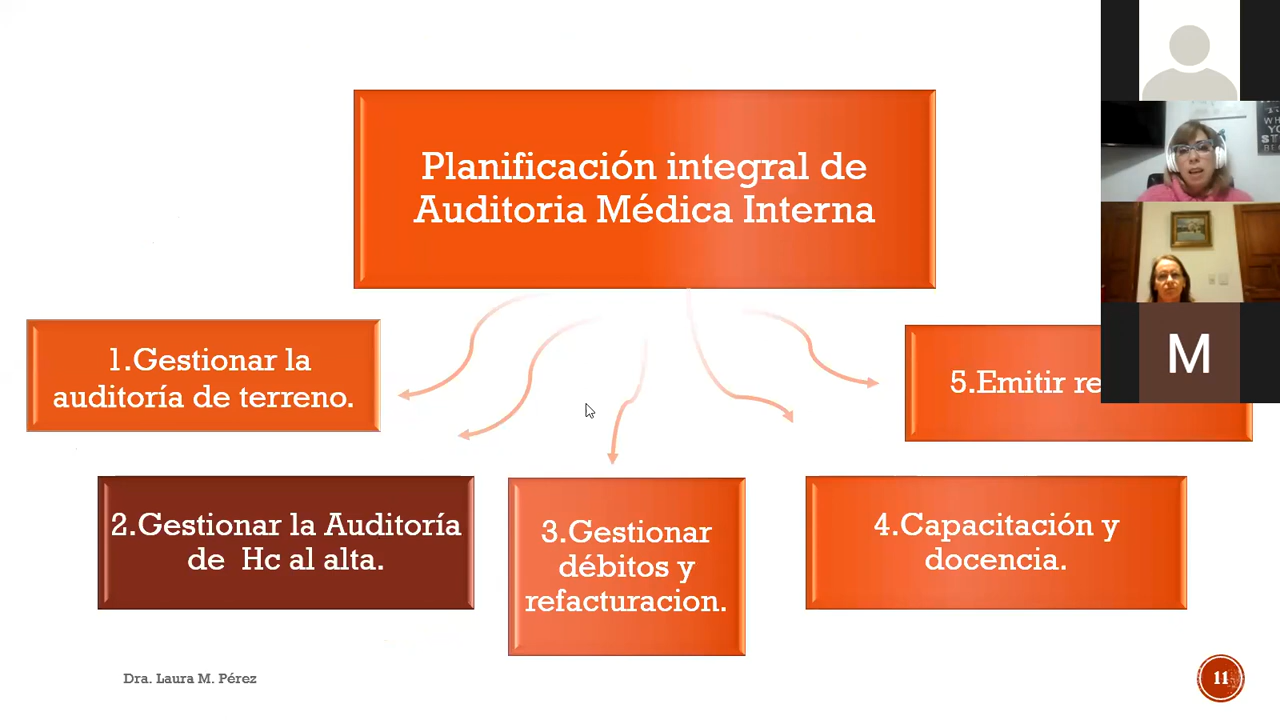 Planificación integral de
Auditoria Médica Interna
1.Gestionar la
auditoría de terreno.
2.Gestionar la Auditoría
de Hc al alta.
3.Gestionar
débitos y
refacturacion.
4.Capacitación y
docencia.
5.Emitir
M
Dra. Laura M. Pérez
11